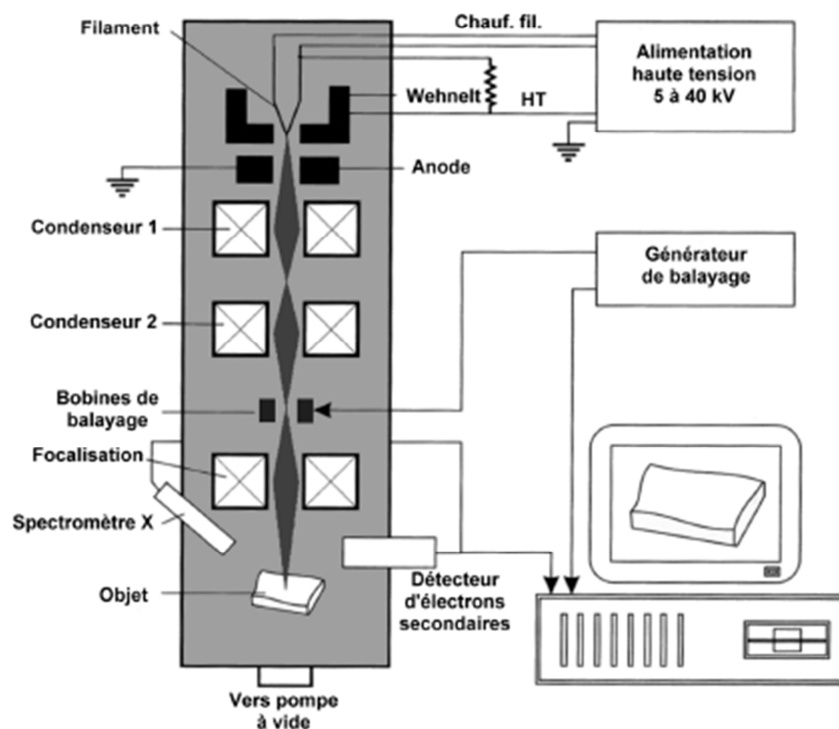 Filament
Chauf. fil.
Alimentation
haute tension
5 à 40 kV
Wehnelt
HT
Anode
Condenseur 1
Générateur
de balayage
Condenseur 2
Bobines de
balayage
Focalisation
Spectromètre X
Objet
Détecteur
d'électrons
secondaires
Vers pompe
à vide